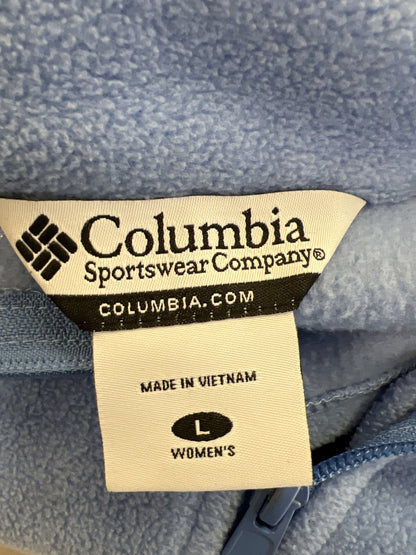 Columbia
Sportswear Company®
COLUMBIA.COM
MADE IN VIETNAM
L
WOMEN'S